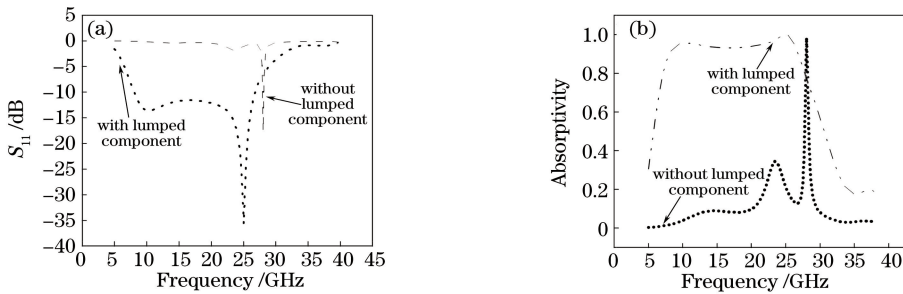 (a)
5
0
−5
−10
−15
−20
−25
−30
−35
−40
S11 /dB
with lumped
component
without
lumped
component
0 5 10 15 20 25 30 35 40 45
Frequency /GHz
(b)
1.0
0.8
0.6
0.4
0.2
0
Absorptivity
with lumped
component
without lumped
component
0 5 10 15 20 25 30 35 40
Frequency /GHz